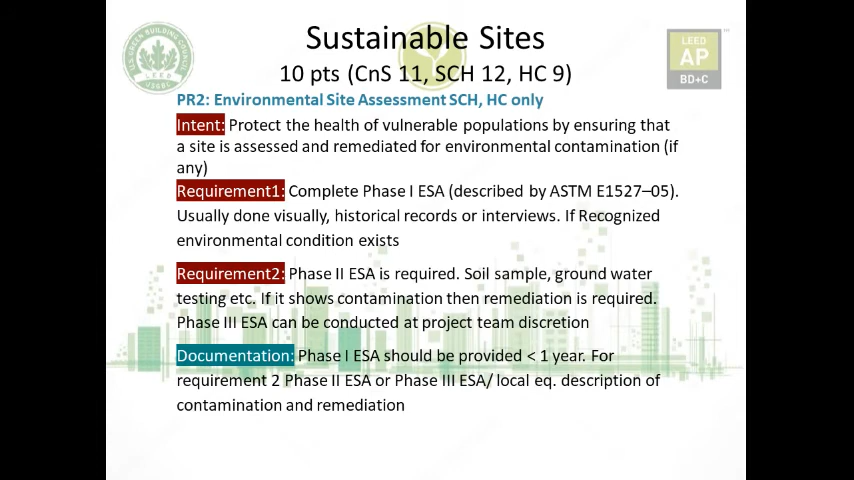 Sustainable Sites
10 pts (CnS 11, SCH 12, HC 9)
PR2: Environmental Site Assessment SCH, HC only
Intent: Protect the health of vulnerable populations by ensuring that
a site is assessed and remediated for environmental contamination (if
any)
Requirement1: Complete Phase I ESA (described by ASTM E1527–05).
Usually done visually, historical records or interviews. If Recognized
environmental condition exists
Requirement2: Phase II ESA is required. Soil sample, ground water
testing etc. If it shows contamination then remediation is required.
Phase III ESA can be conducted at project team discretion
Documentation: Phase I ESA should be provided < 1 year. For
requirement 2 Phase II ESA or Phase III ESA/ local eq. description of
contamination and remediation
U.S. GREEN BUILDING COUNCIL
LEED
USGBC
LEED
AP
BD+C